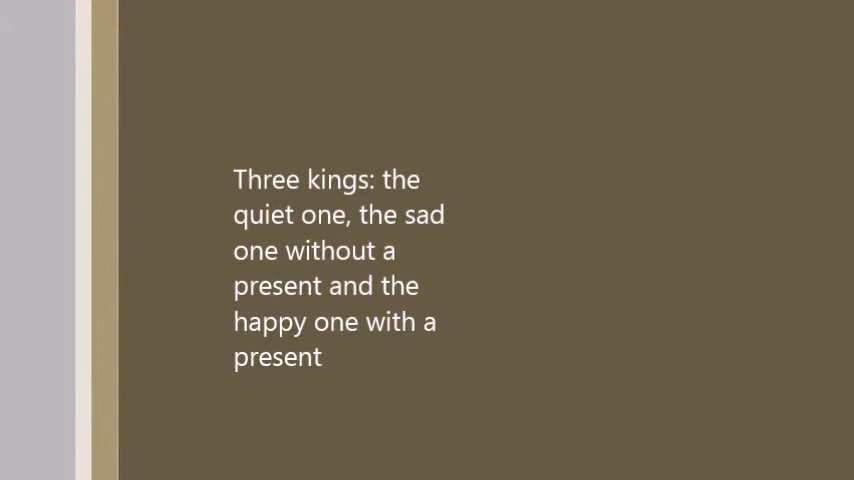 Three kings: the
quiet one, the sad
one without a
present and the
happy one with a
present